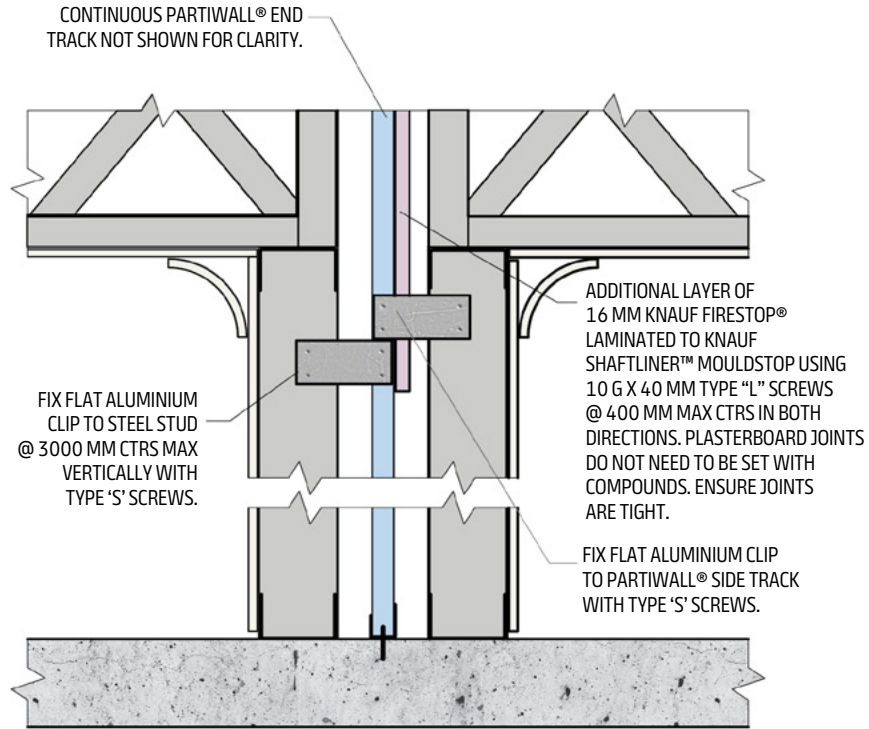 CONTINUOUS PARTIWALL® END
TRACK NOT SHOWN FOR CLARITY.
ADDITIONAL LAYER OF
16 MM KNAUF FIRESTOP®
LAMINATED TO KNAUF
SHAFTLINER™ MOULDSTOP USING
10 G X 40 MM TYPE “L” SCREWS
@ 400 MM MAX CTRS IN BOTH
DIRECTIONS. PLASTERBOARD JOINTS
DO NOT NEED TO BE SET WITH
COMPOUNDS. ENSURE JOINTS
ARE TIGHT.
FIX FLAT ALUMINIUM
CLIP TO STEEL STUD
@ 3000 MM CTRS MAX
VERTICALLY WITH
TYPE ‘S’ SCREWS.
FIX FLAT ALUMINIUM CLIP
TO PARTIWALL® SIDE TRACK
WITH TYPE ‘S’ SCREWS.